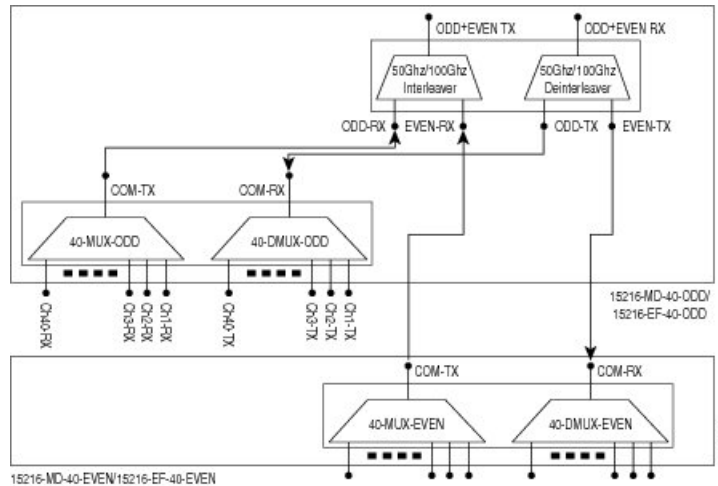 ODD+EVEN TX
ODD+EVEN RX
50Ghz/100Ghz
Interleaver
50Ghz/100Ghz
Deinterleaver
ODD-RX
EVEN-RX
ODD-TX
EVEN-TX
COM-TX
COM-RX
40-MUX-ODD
40-DMUX-ODD
Ch40-RX
Ch3-RX
Ch2-RX
Ch1-RX
Ch40-TX
Ch3-TX
Ch2-TX
Ch1-TX
15216-MD-40-ODD/
15216-EF-40-ODD
COM-TX
COM-RX
40-MUX-EVEN
40-DMUX-EVEN
15216-MD-40-EVEN/15216-EF-40-EVEN